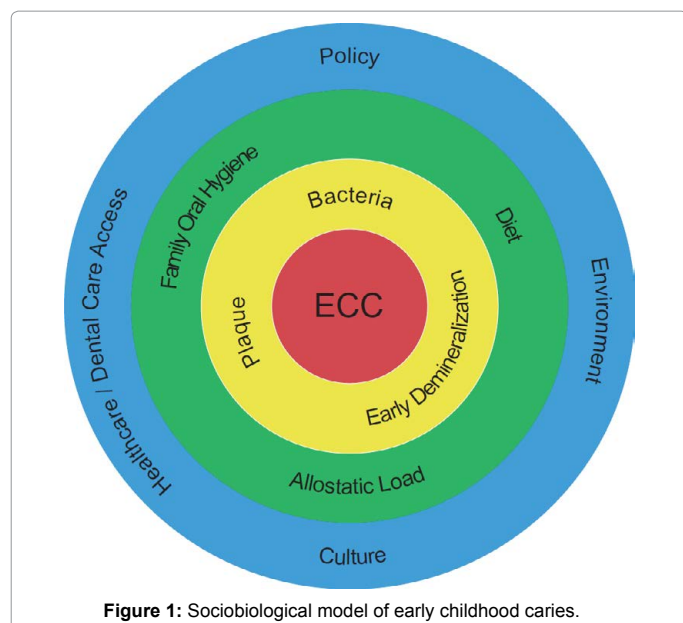 Policy
Healthcare / Dental Care Access
Environment
Culture
Family Oral Hygiene
Diet
Allostatic Load
Bacteria
Plaque
Early Demineralization
ECC
Figure 1: Sociobiological model of early childhood caries.